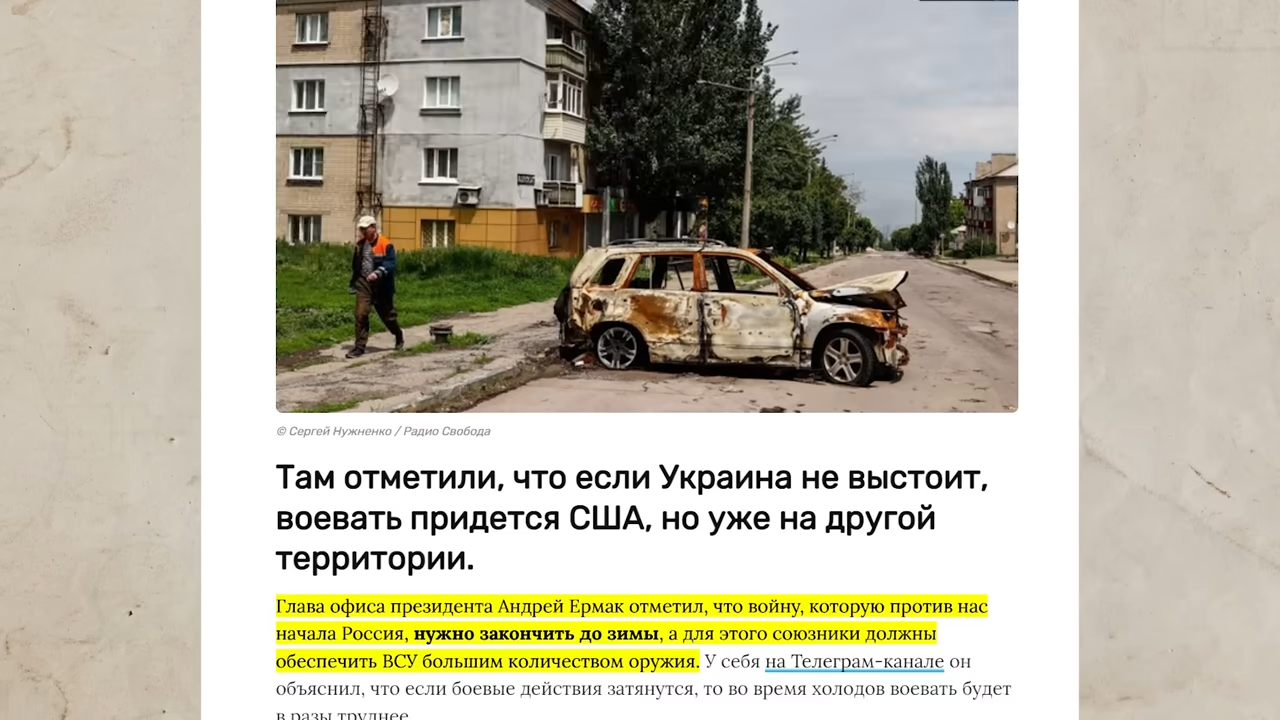 © Сергей Нужненко / Радио Свобода
Там отметили, что если Украина не выстоит,
воевать придется США, но уже на другой
территории.
Глава офиса президента Андрей Ермак отметил, что войну, которую против нас
начала Россия, нужно закончить до зимы, а для этого союзники должны
обеспечить ВСУ большим количеством оружия. У себя на Телеграм-канале он
объяснил, что если боевые действия затянутся, то во время холодов воевать будет
в разы труднее